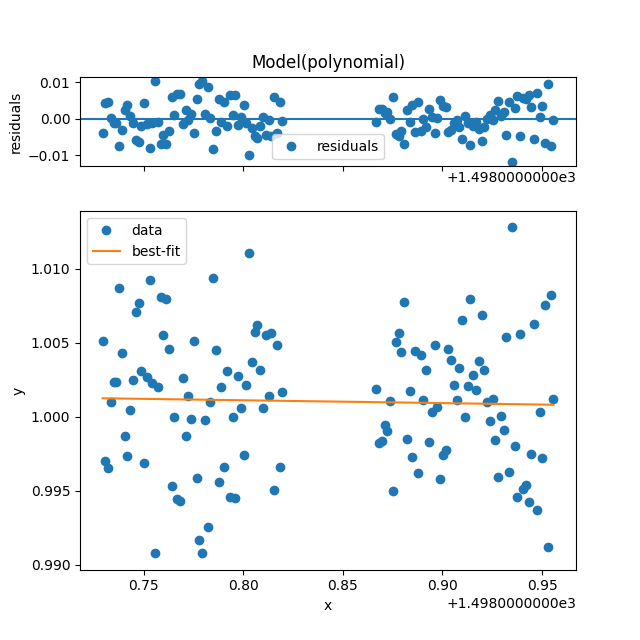 Model(polynomial)
0.01
0.00
−0.01
residuals
residuals
+1.4980000000e3
data
best-fit
1.010
1.005
1.000
0.995
0.990
y
0.75
0.80
0.85
0.90
0.95
x
+1.4980000000e3